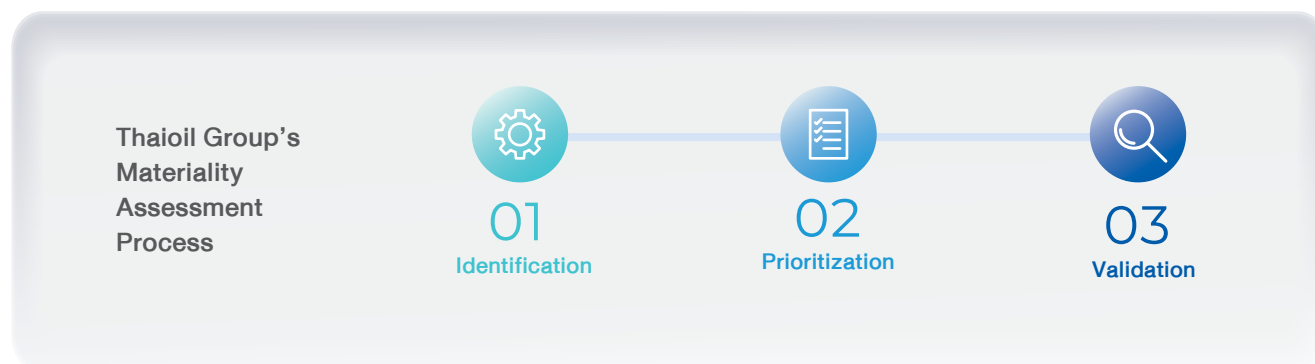 Thaioil Group's
Materiality
Assessment
Process
01
Identification
02
Prioritization
03
Validation